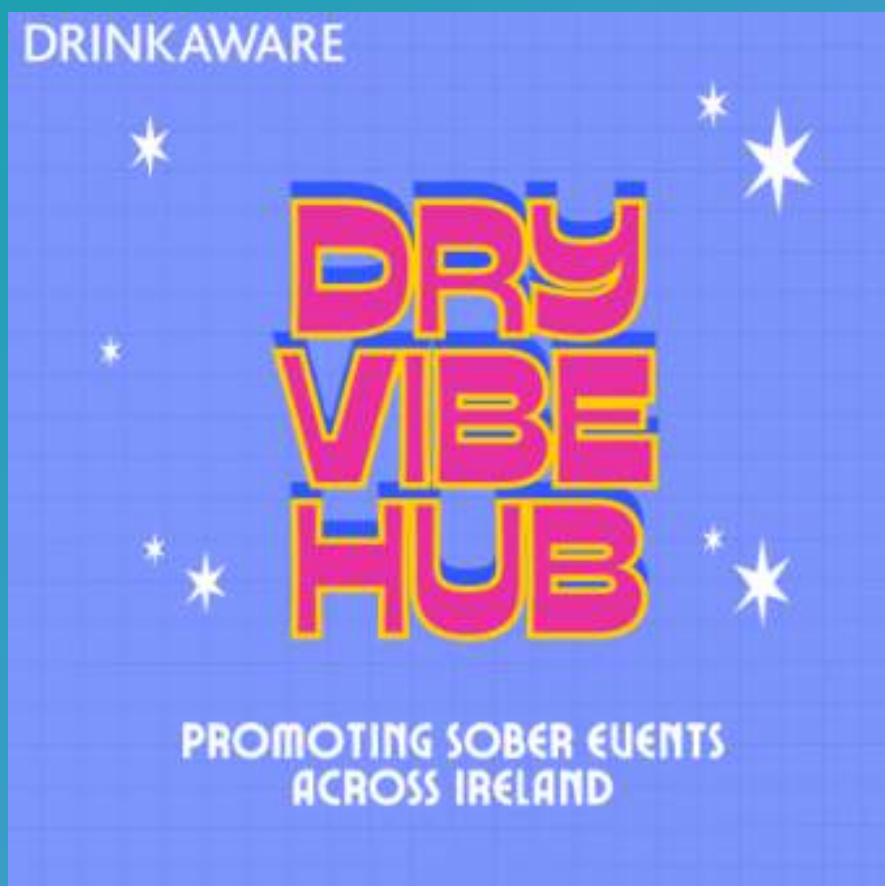 DRINKAWARE
DRY
VIBE
HUB
PROMOTING SOBER EVENTS
ACROSS IRELAND